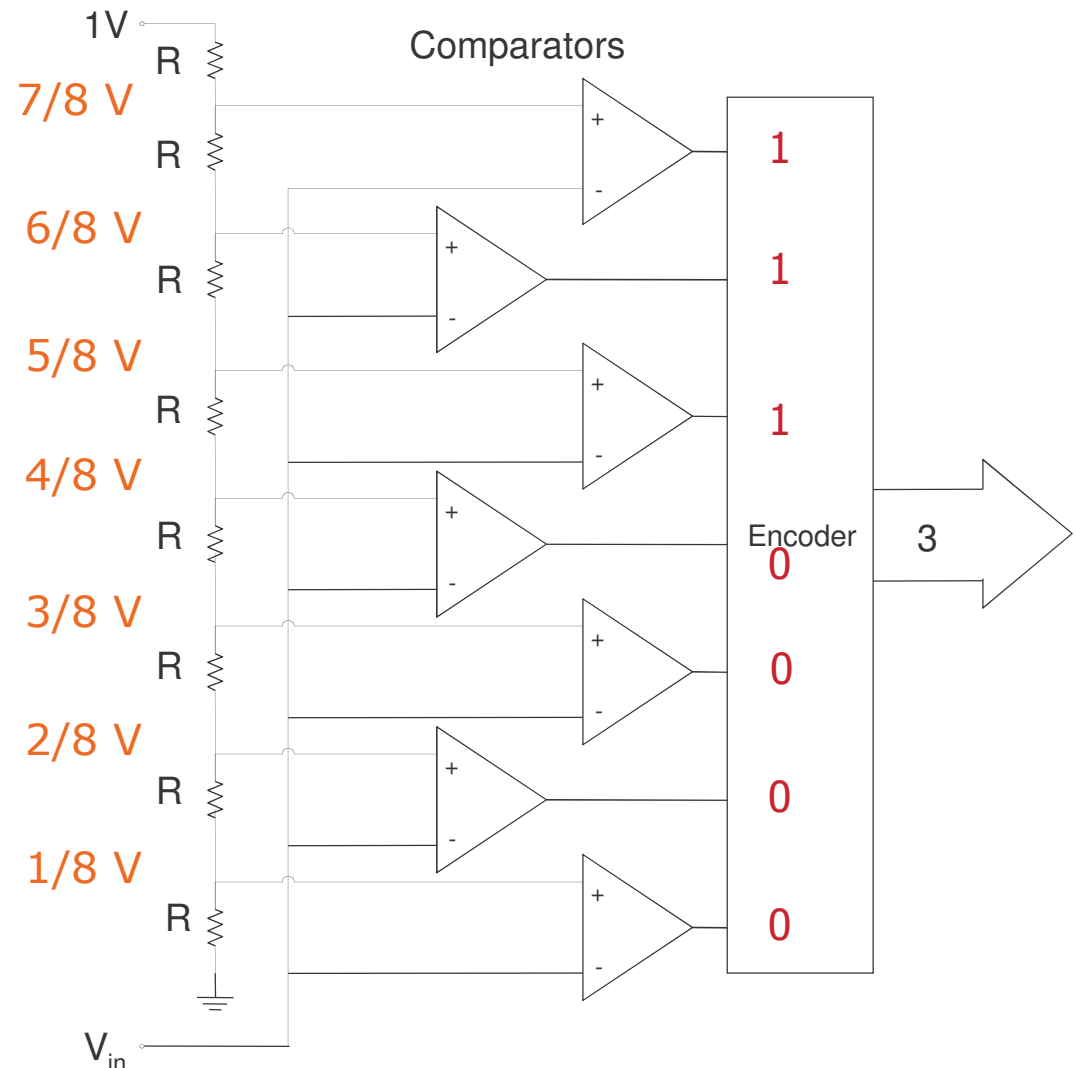 1V
Comparators
R
7/8 V
+
1
R
-
6/8 V
+
1
R
-
5/8 V
+
1
R
-
4/8 V
+
Encoder
3
R
0
-
3/8 V
+
0
R
-
2/8 V
+
0
R
-
1/8 V
+
0
R
-
Vin